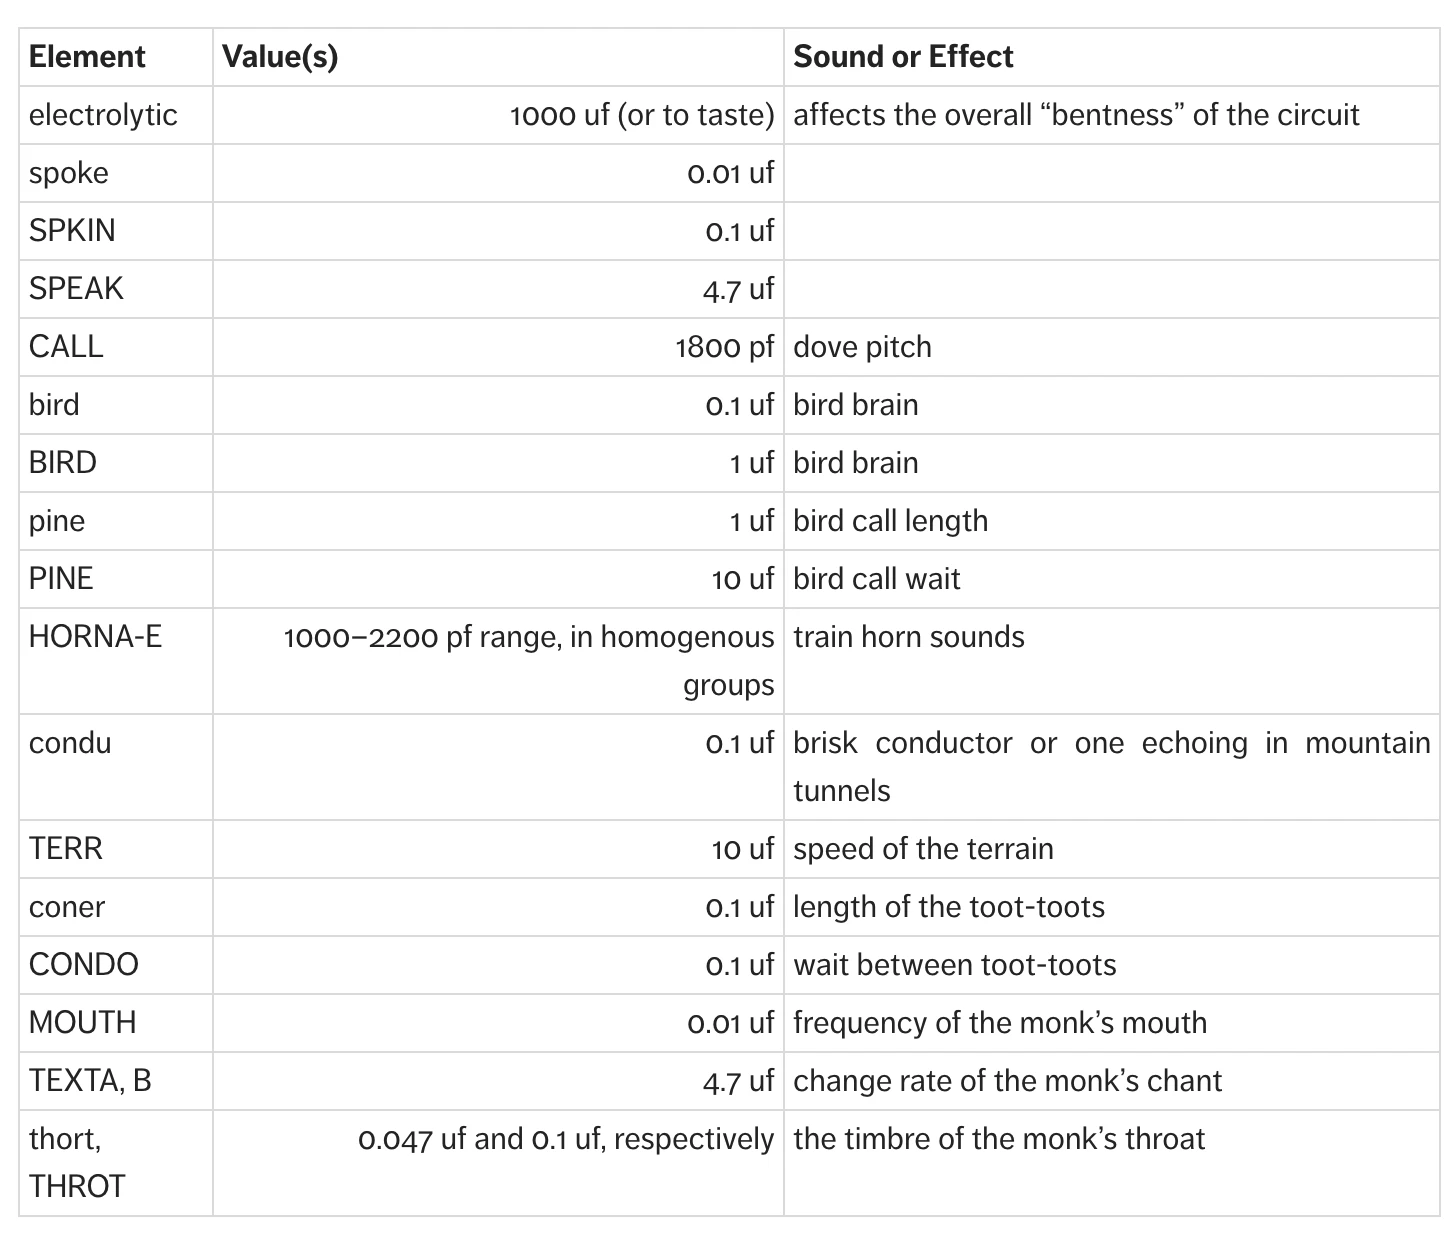 Element Value(s) Sound or Effect
electrolytic 1000 uf (or to taste) affects the overall “bentness” of the circuit
spoke 0.01 uf
SPKIN 0.1 uf
SPEAK 4.7 uf
CALL 1800 pf dove pitch
bird 0.1 uf bird brain
BIRD 1 uf bird brain
pine 1 uf bird call length
PINE 10 uf bird call wait
HORNA-E 1000–2200 pf range, in homogenous train horn sounds
groups
condu 0.1 uf brisk conductor or one echoing in mountain
tunnels
TERR 10 uf speed of the terrain
coner 0.1 uf length of the toot-toots
CONDO 0.1 uf wait between toot-toots
MOUTH 0.01 uf frequency of the monk’s mouth
TEXTA, B 4.7 uf change rate of the monk’s chant
thort, 0.047 uf and 0.1 uf, respectively the timbre of the monk’s throat
THROT